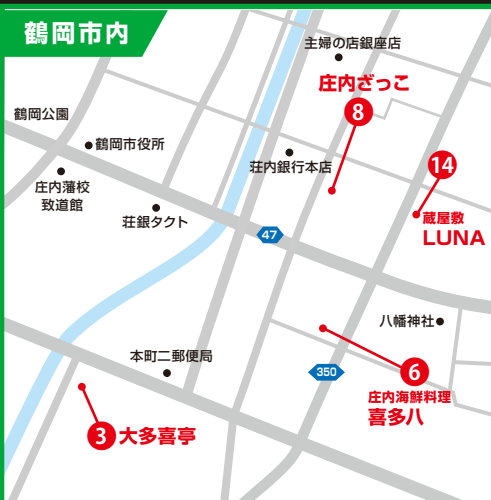 鶴岡市内
主婦の店銀座店
庄内ざっこ
8
鶴岡公園
鶴岡市役所
荘内銀行本店
14
庄内藩校
致道館
荘銀タクト
蔵屋敷
LUNA
47
八幡神社
本町二郵便局
350
6
庄内海鮮料理
喜多八
3 大多喜亭